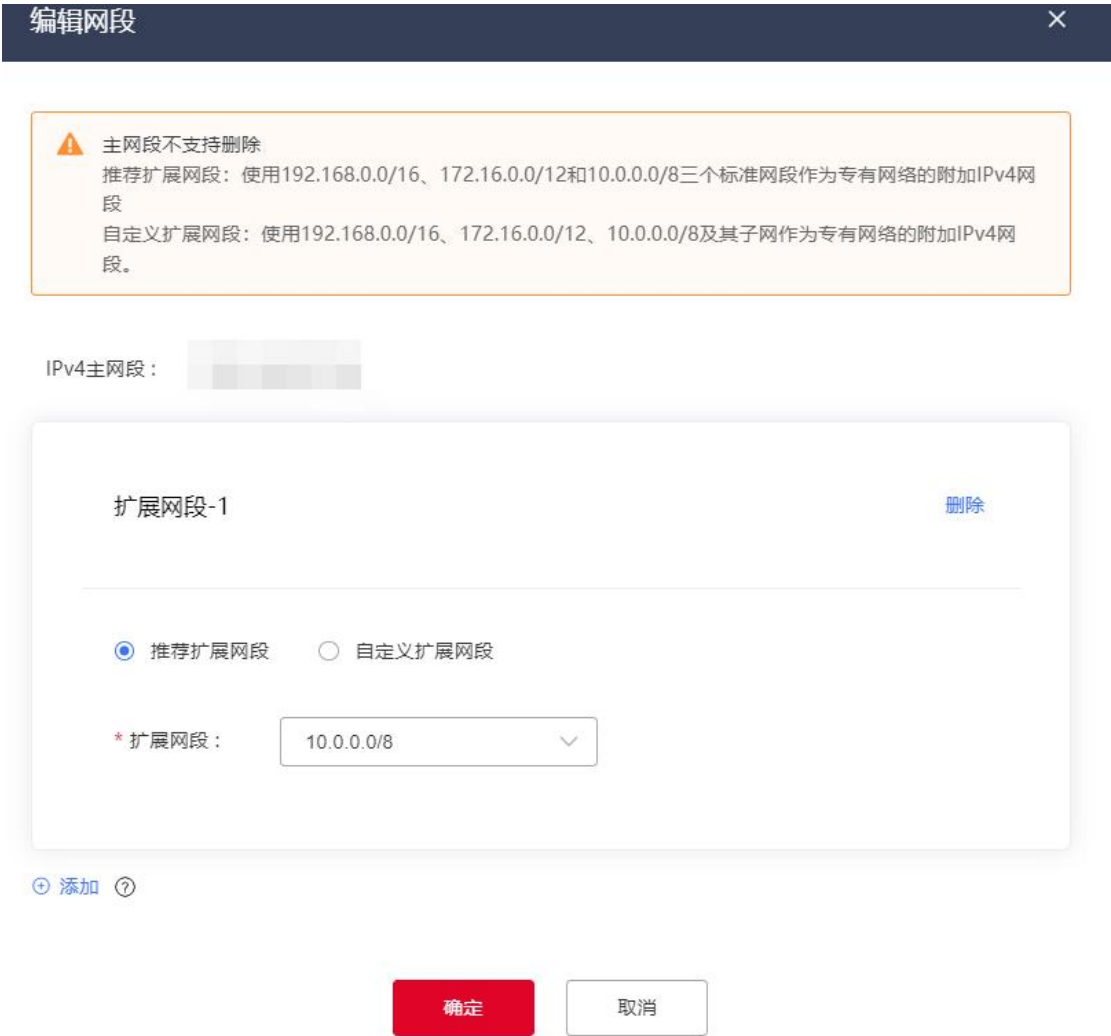 编辑网段
主网段不支持删除
推荐扩展网段：使用192.168.0.0/16、172.16.0.0/12和10.0.0.0/8三个标准网段作为专有网络的附加IPv4网
段
自定义扩展网段：使用192.168.0.0/16、172.16.0.0/12、10.0.0.0/8及其子网作为专有网络的附加IPv4网
段。
IPv4主网段：
扩展网段-1
删除
推荐扩展网段 自定义扩展网段
* 扩展网段： 10.0.0.0/8
添加
确定 取消